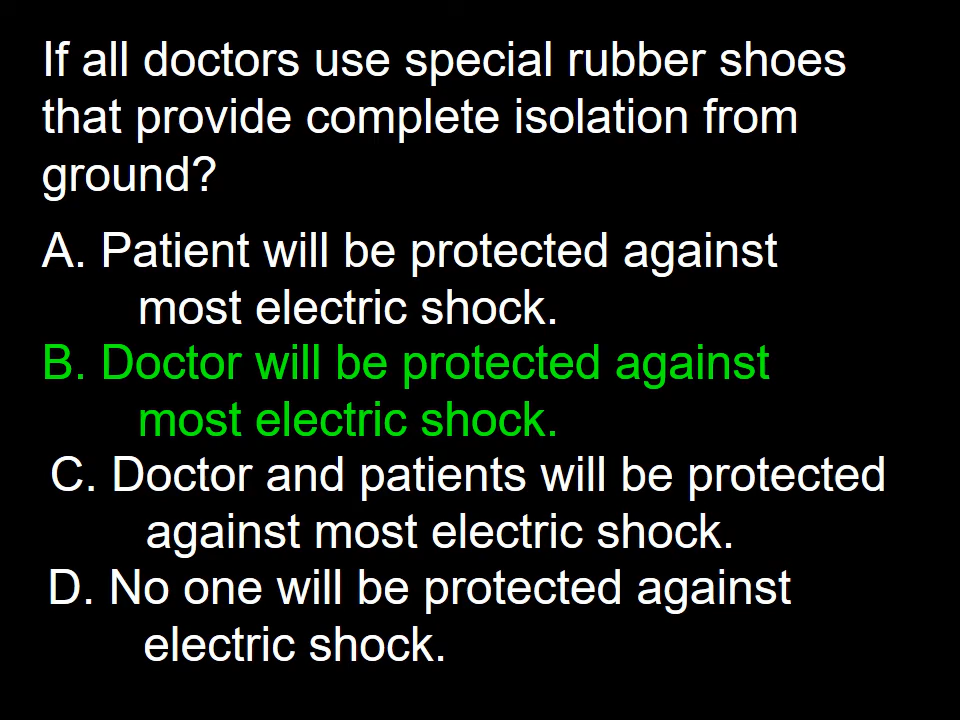 If all doctors use special rubber shoes
that provide complete isolation from
ground?
A. Patient will be protected against
most electric shock.
B. Doctor will be protected against
most electric shock.
C. Doctor and patients will be protected
against most electric shock.
D. No one will be protected against
electric shock.